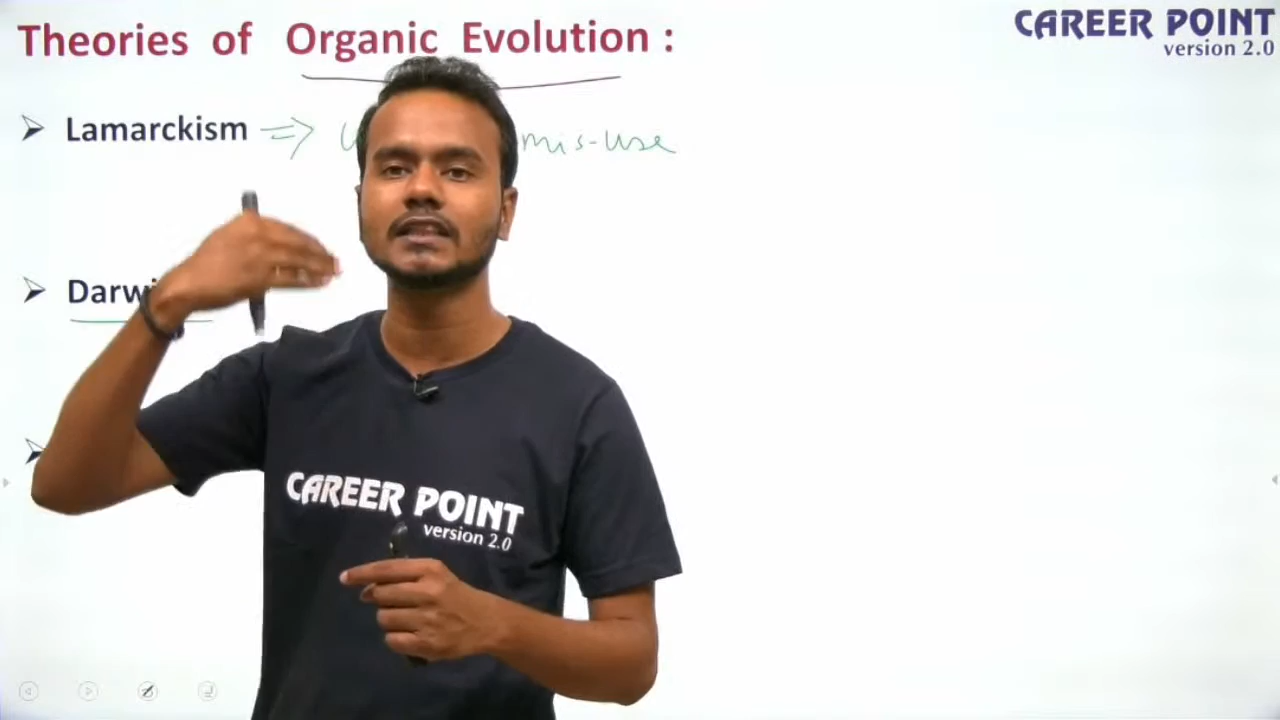 Theories of Organic Evolution :
CAREER POINT
version 2.0
Lamarckism ⇒ mis-use
CAREER POINT
version 2.0